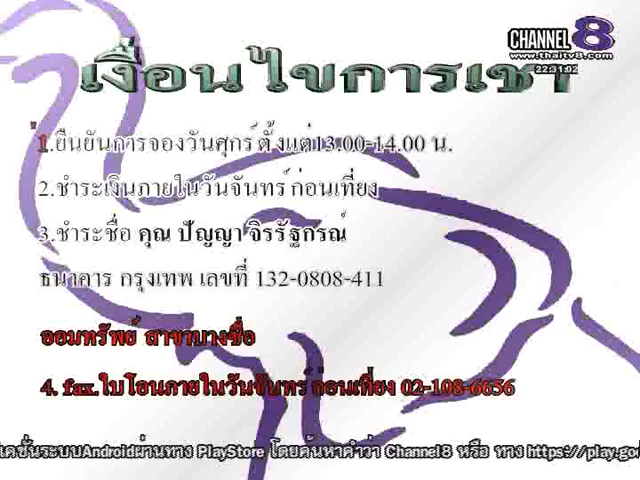 CHANNEL 8
www.thaitv8.com
22:31:02
เงื่อนไขการเช่า
1.ยืนยันการจองวันศุกร์ ตั้งแต่13.00-14.00 น.
2.ชำระเงินภายในวันจันทร์ ก่อนเที่ยง
3.ชำระชื่อ คุณ ปัญญา จิรรัฐกรณ์
ธนาคาร กรุงเทพ เลขที่ 132-0808-411
ออมทรัพย์ สาขาบางซื่อ
4. fax.ใบโอนภายในวันจันทร์ ก่อนเที่ยง 02-108-6656
เคชั่นระบบAndroidผ่านทาง PlayStore โดยค้นหาคำว่า Channel8 หรือ ทาง https://play.go